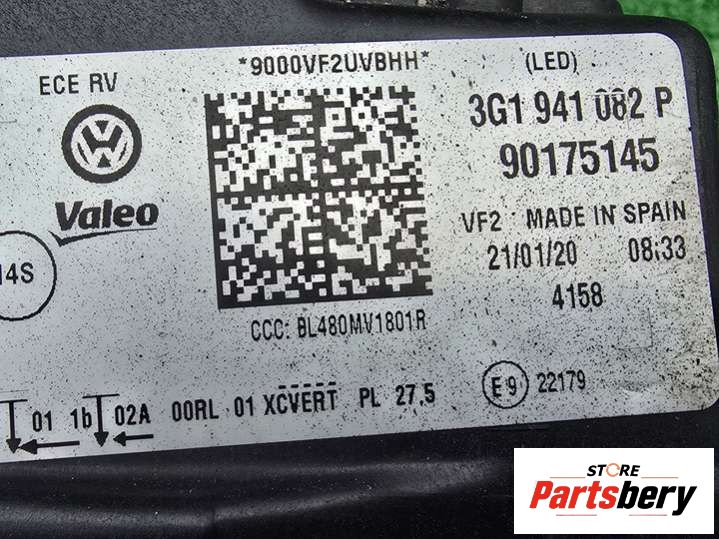 *9000VF2UVBHH*
ECE RV
(LED)
3G1 941 082 P
90175145
Valeo
VF2 MADE IN SPAIN
21/01/20 08:33
4158
14S
CCC: BL480MV1801R
01 1b 02A 00RL 01 XCVERT PL 27,5
E9 22179
STORE
Partsbery